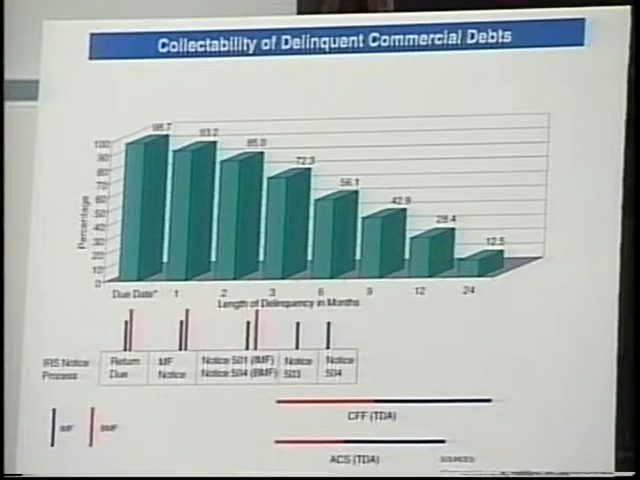 Collectability of Delinquent Commercial Debts
98.7
93.2
85.0
72.3
56.1
42.9
28.4
12.5
100
90
80
70
60
50
40
30
20
10
0
Percentage
Due Date* 1 2 3 6 9 12 24
Length of Delinquency in Months
IRS Notice Process
Return Due
MF Notice
Notice 501 (IMF)
Notice 504 (BMF)
Notice 503
Notice 504
IMF
BMF
CFF (TDA)
ACS (TDA)
SOURCES: